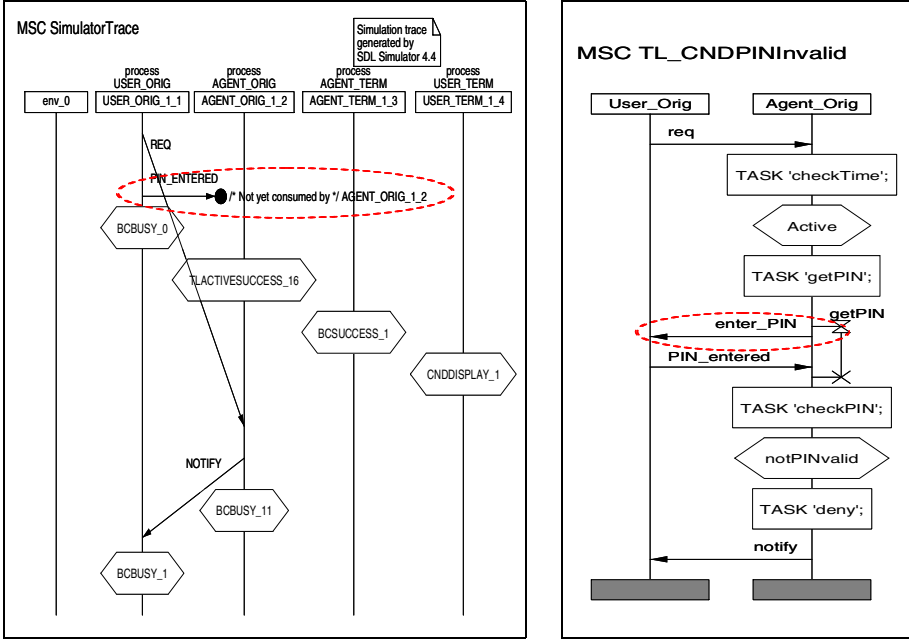 MSC SimulatorTrace
Simulation trace
generated by
SDL Simulator 4.4
process
USER_ORIG
process
AGENT_ORIG
process
AGENT_TERM
process
USER_TERM
env_0
USER_ORIG_1_1
AGENT_ORIG_1_2
AGENT_TERM_1_3
USER_TERM_1_4
REQ
PIN_ENTERED
/* Not yet consumed by */ AGENT_ORIG_1_2
BCBUSY_0
TLACTIVESUCCESS_16
BCSUCCESS_1
CNDDISPLAY_1
NOTIFY
BCBUSY_11
BCBUSY_1
MSC TL_CNDPINInvalid
User_Orig
Agent_Orig
req
TASK 'checkTime';
Active
TASK 'getPIN';
getPIN
enter_PIN
PIN_entered
TASK 'checkPIN';
notPINvalid
TASK 'deny';
notify